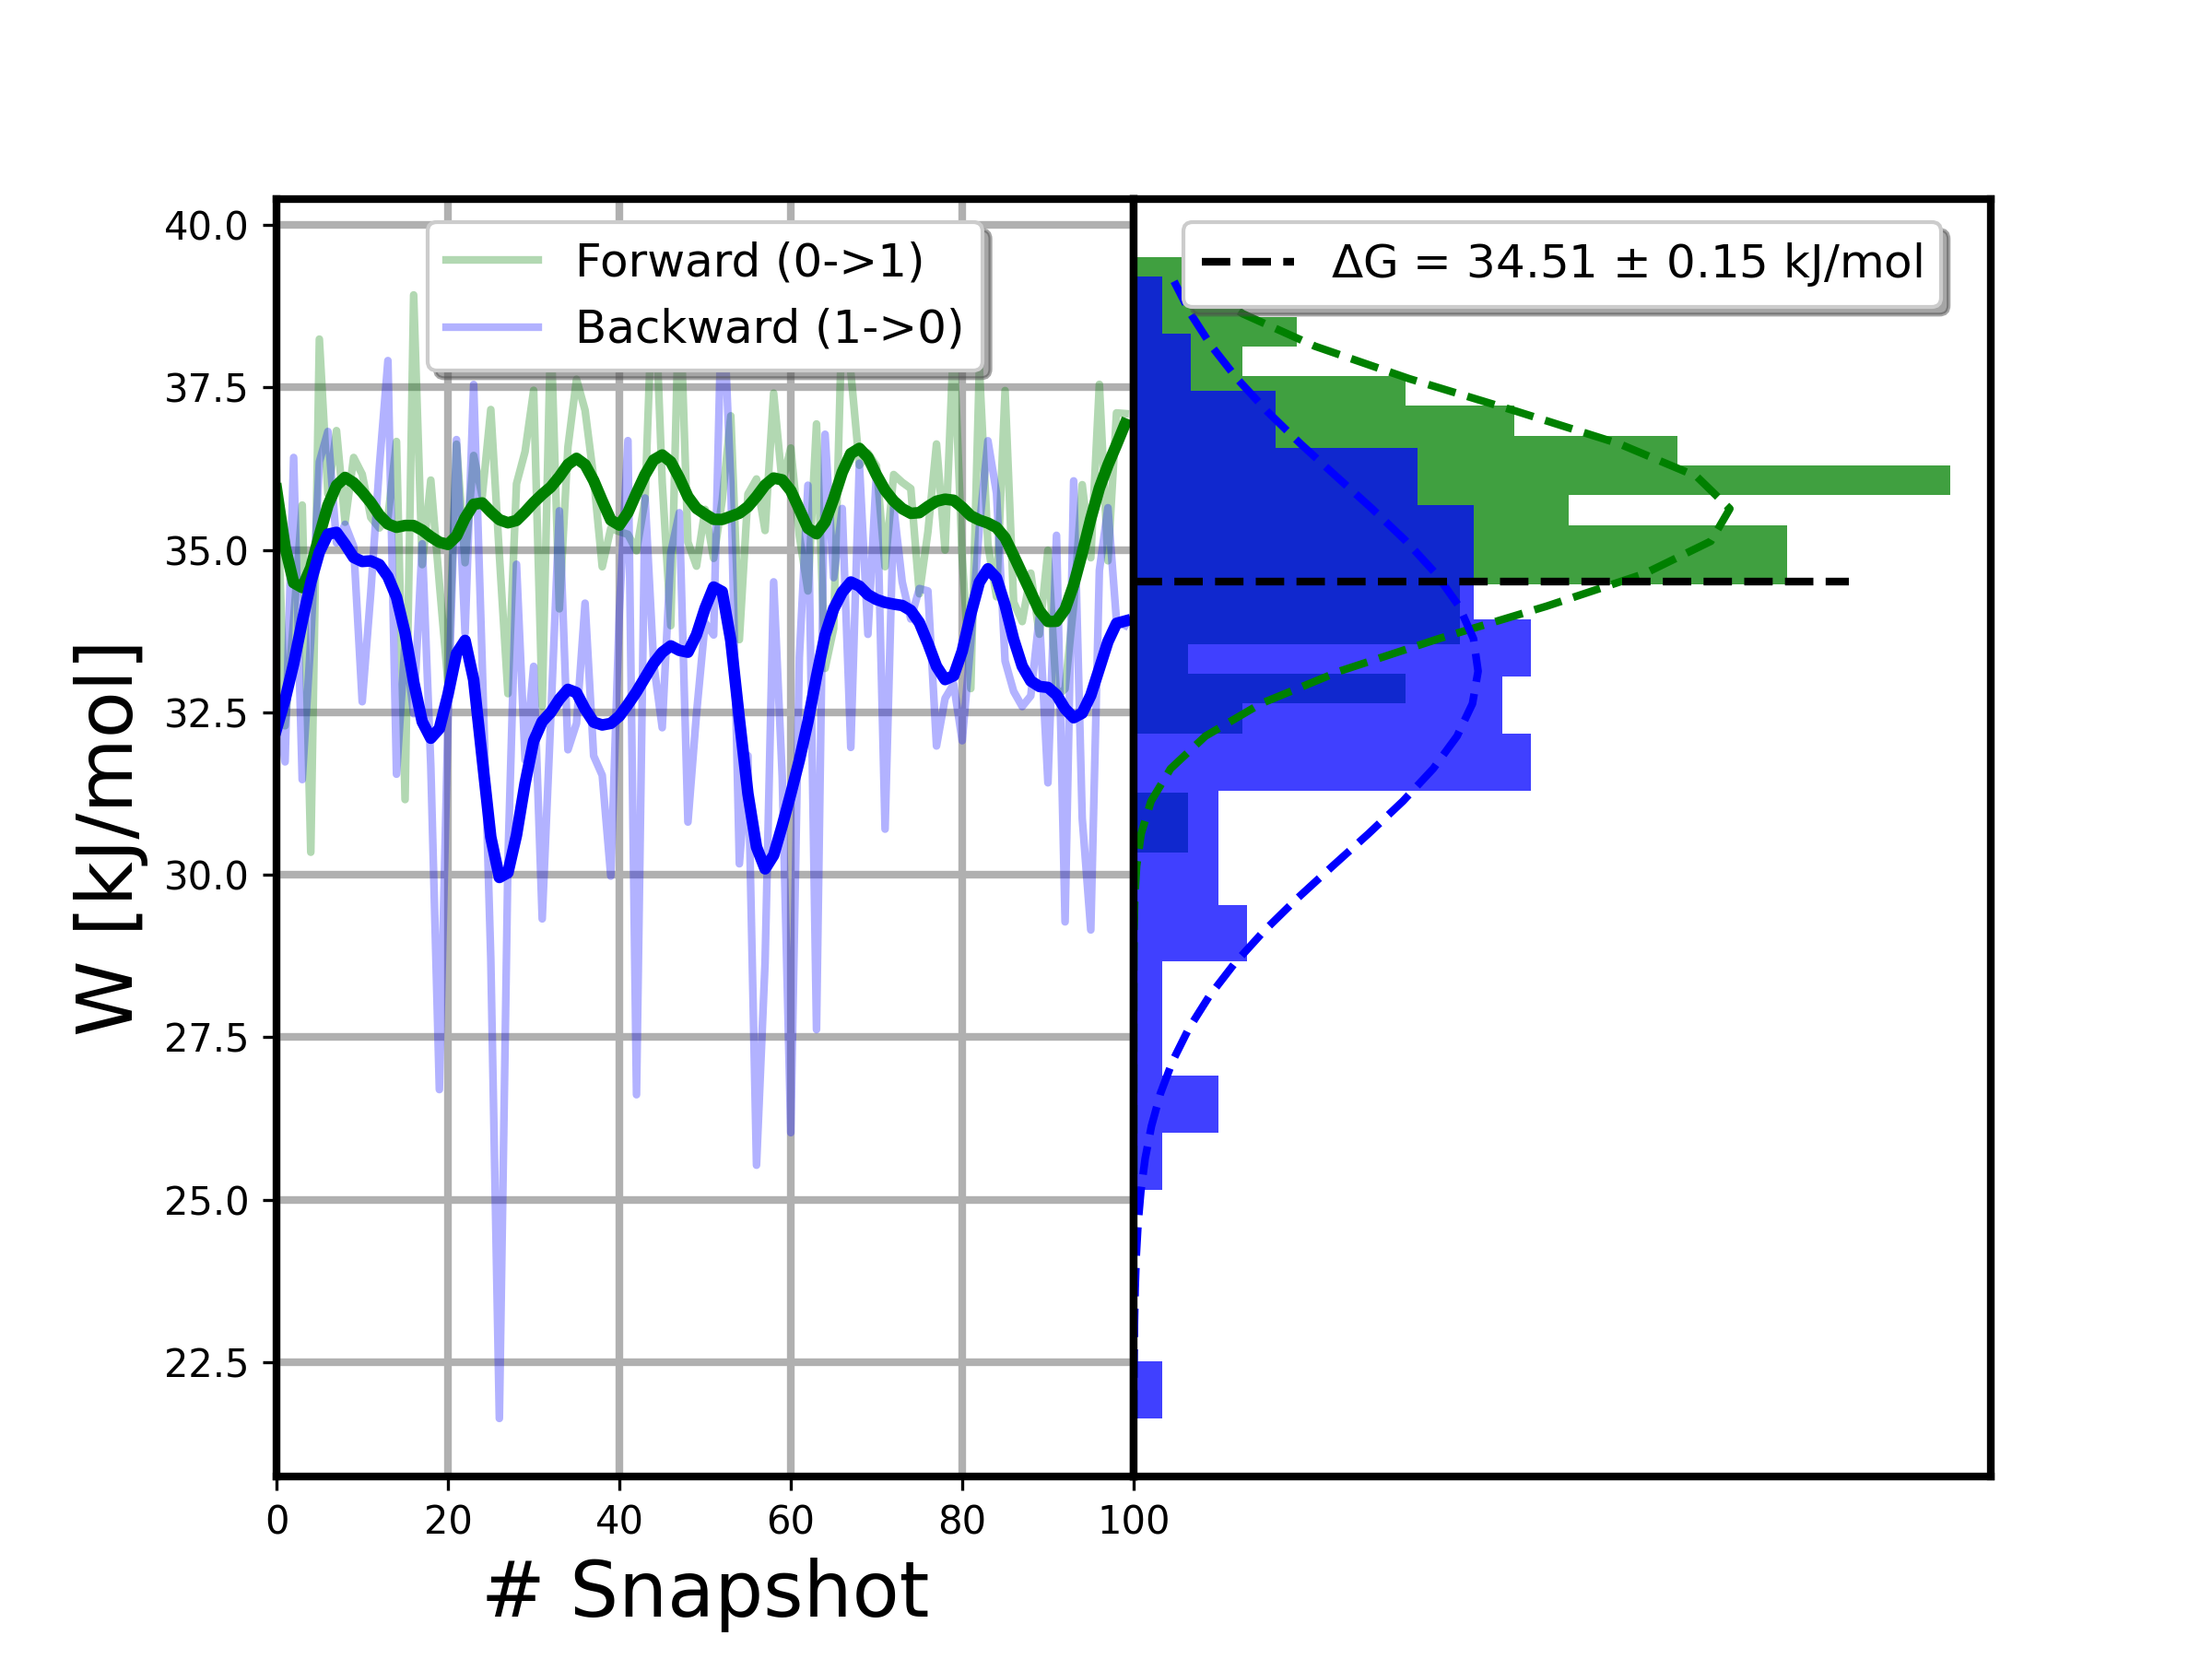 W [kJ/mol]
40.0
37.5
35.0
32.5
30.0
27.5
25.0
22.5
Forward (0->1)
Backward (1->0)
ΔG = 34.51 ± 0.15 kJ/mol
0 20 40 60 80 100
# Snapshot